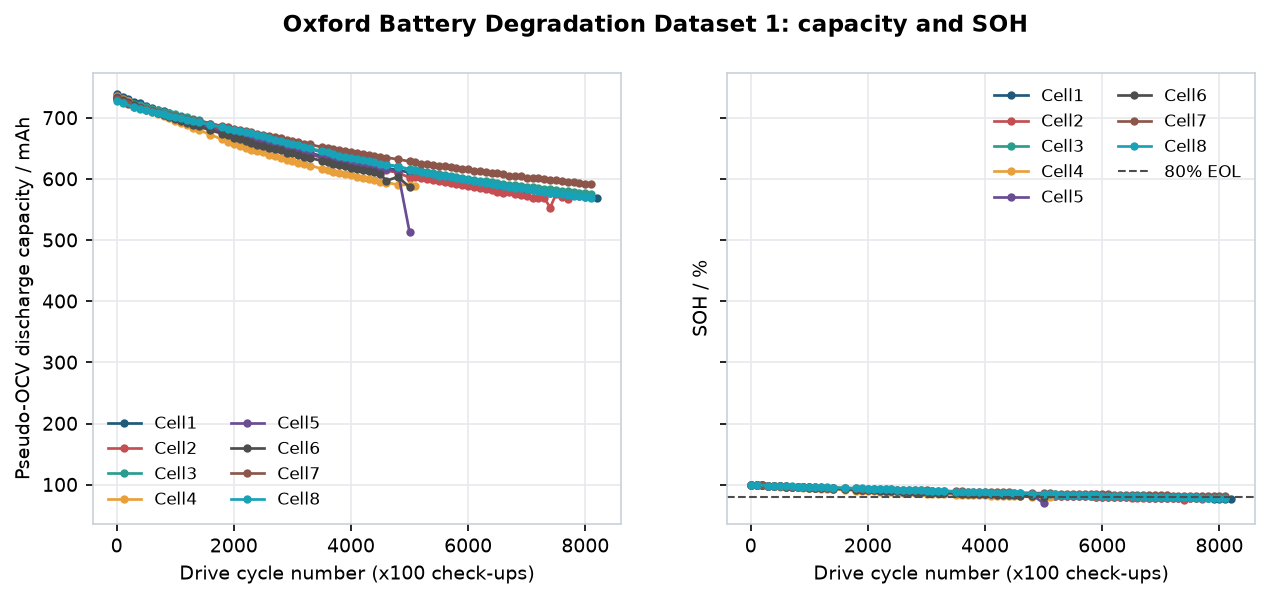 Oxford Battery Degradation Dataset 1: capacity and SOH
Pseudo-OCV discharge capacity / mAh
700
600
500
400
300
200
100
Cell1
Cell2
Cell3
Cell4
Cell5
Cell6
Cell7
Cell8
0 2000 4000 6000 8000
Drive cycle number (x100 check-ups)
SOH / %
Cell1
Cell2
Cell3
Cell4
Cell5
Cell6
Cell7
Cell8
80% EOL
0 2000 4000 6000 8000
Drive cycle number (x100 check-ups)